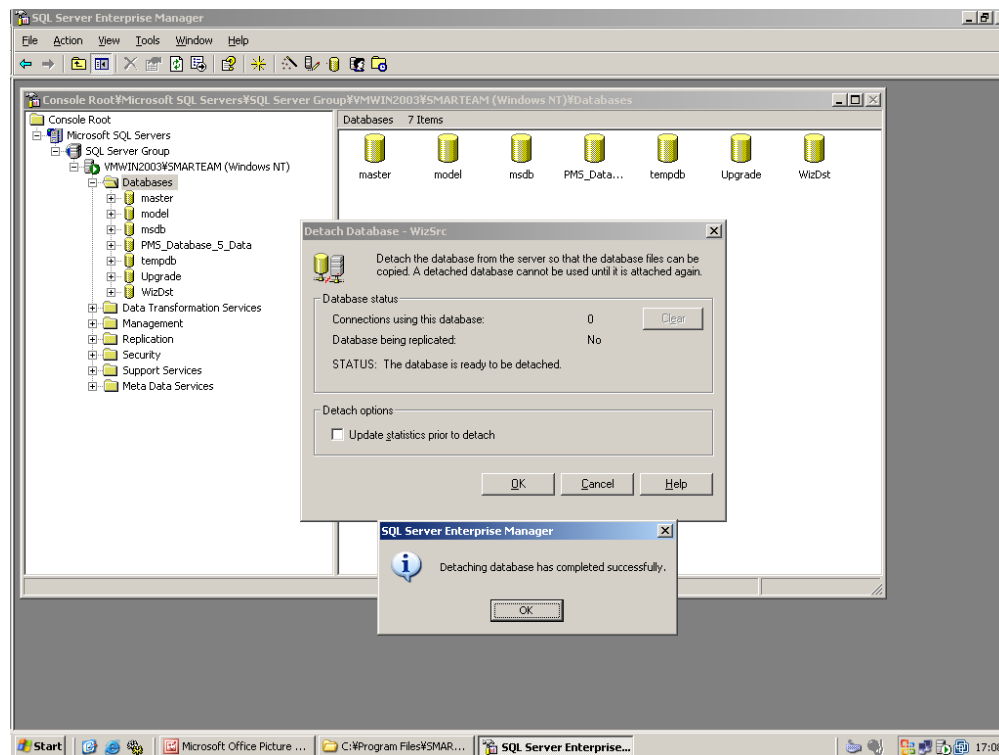 SQL Server Enterprise Manager
File Action View Tools Window Help
Console Root¥Microsoft SQL Servers¥SQL Server Group¥VMWIN2003¥SMARTEAM (Windows NT)¥Databases
Console Root
Microsoft SQL Servers
SQL Server Group
VMWIN2003¥SMARTEAM (Windows NT)
Databases
master
model
msdb
PMS_Database_5_Data
tempdb
Upgrade
WizDst
Data Transformation Services
Management
Replication
Security
Support Services
Meta Data Services
Databases 7 Items
master model msdb PMS_Data... tempdb Upgrade WizDst
Detach Database - WizSrc
Detach the database from the server so that the database files can be
copied. A detached database cannot be used until it is attached again.
Database status
Connections using this database: 0 Clear
Database being replicated: No
STATUS: The database is ready to be detached.
Detach options
Update statistics prior to detach
OK Cancel Help
SQL Server Enterprise Manager
Detaching database has completed successfully.
OK
Start Microsoft Office Picture ... C:¥Program Files¥SMAR... SQL Server Enterprise...